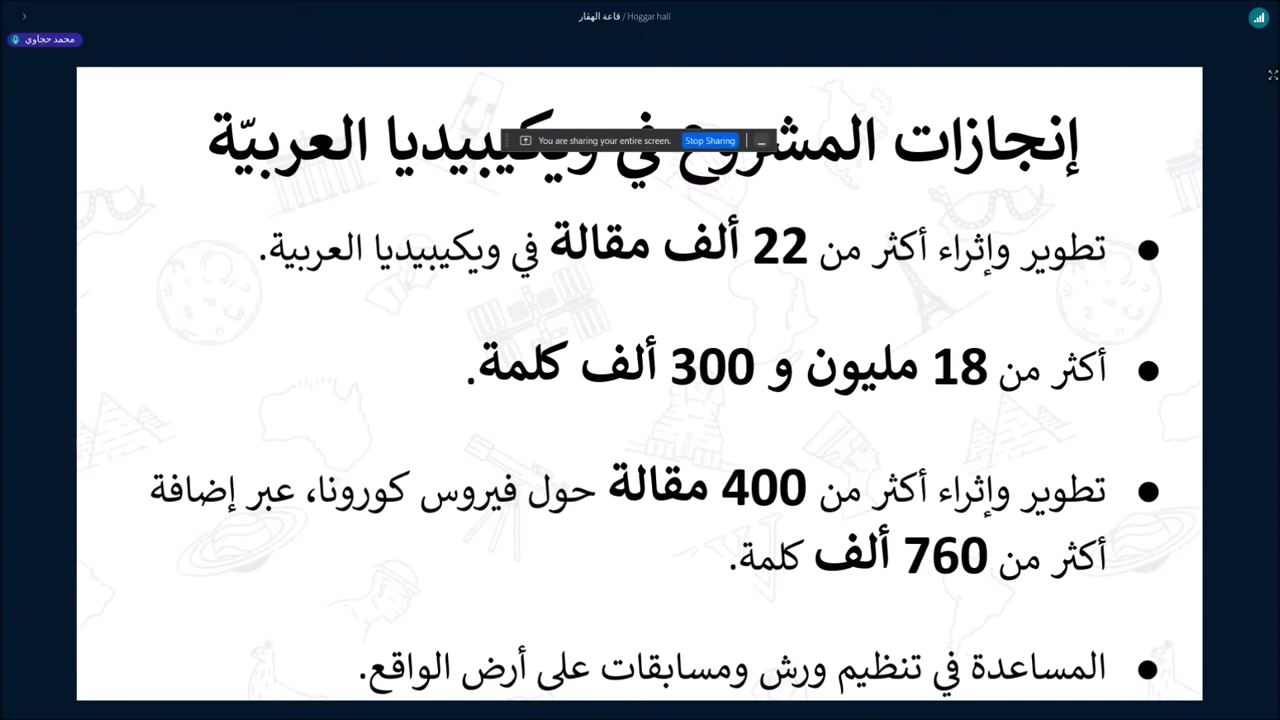 قاعة الهڨار / Hoggar hall
محمد حجاوي
You are sharing your entire screen. Stop Sharing
إنجازات المشروع في ويكيبيديا العربيّة
● تطوير وإثراء أكثر من 22 ألف مقالة في ويكيبيديا العربية.
● أكثر من 18 مليون و 300 ألف كلمة.
● تطوير وإثراء أكثر من 400 مقالة حول فيروس كورونا، عبر إضافة
أكثر من 760 ألف كلمة.
● المساعدة في تنظيم ورش ومسابقات على أرض الواقع.